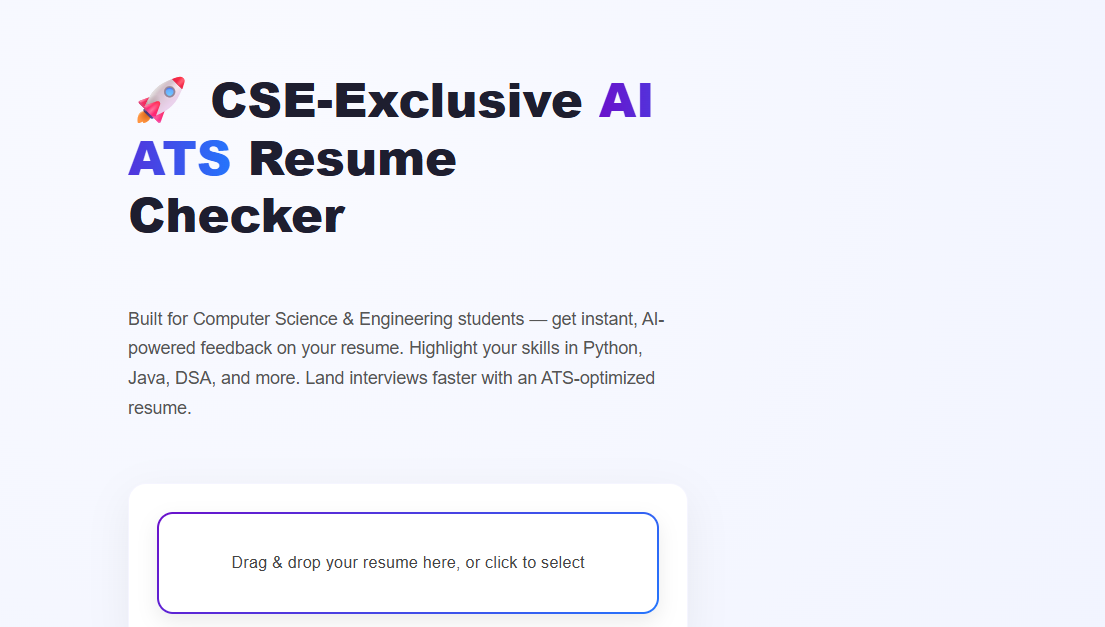 🚀 CSE-Exclusive AI
ATS Resume
Checker
Built for Computer Science & Engineering students — get instant, AI-
powered feedback on your resume. Highlight your skills in Python,
Java, DSA, and more. Land interviews faster with an ATS-optimized
resume.
Drag & drop your resume here, or click to select